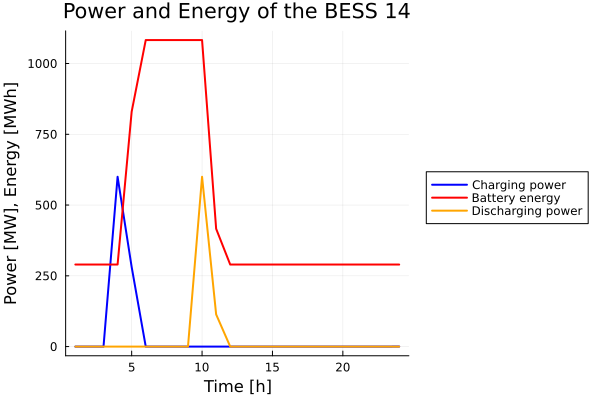 Power and Energy of the BESS 14
Power [MW], Energy [MWh]
1000
750
500
250
0
5
10
15
20
Time [h]
Charging power
Battery energy
Discharging power